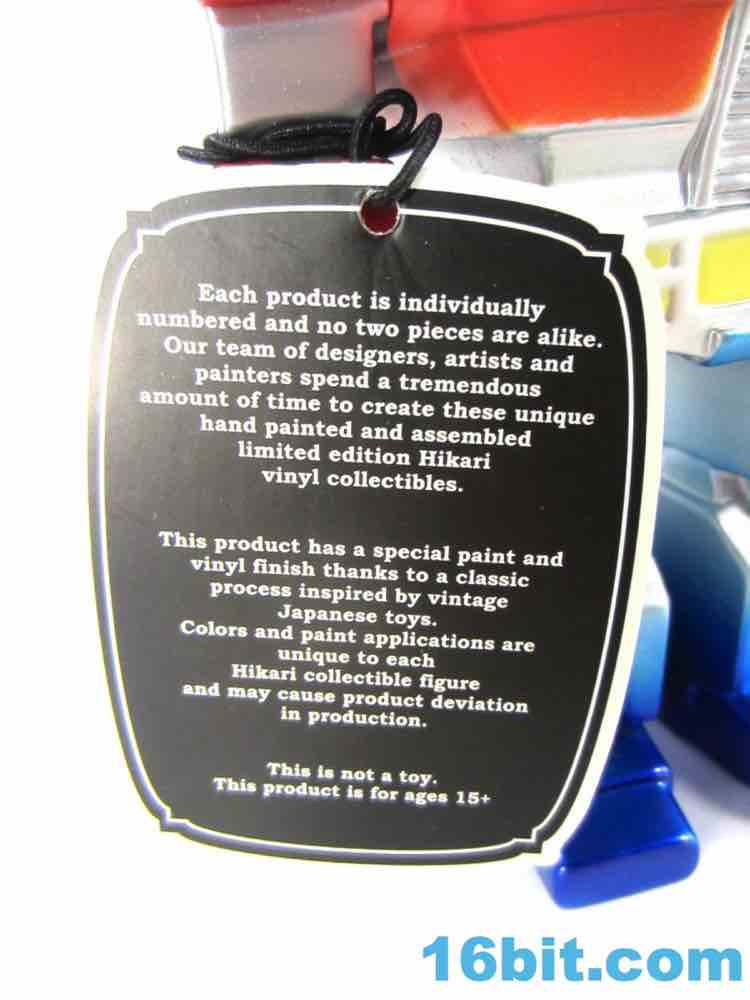 Each product is individually
numbered and no two pieces are alike.
Our team of designers, artists and
painters spend a tremendous
amount of time to create these unique
hand painted and assembled
limited edition Hikari
vinyl collectibles.
This product has a special paint and
vinyl finish thanks to a classic
process inspired by vintage
Japanese toys.
Colors and paint applications are
unique to each
Hikari collectible figure
and may cause product deviation
in production.
This is not a toy.
This product is for ages 15+
16bit.com